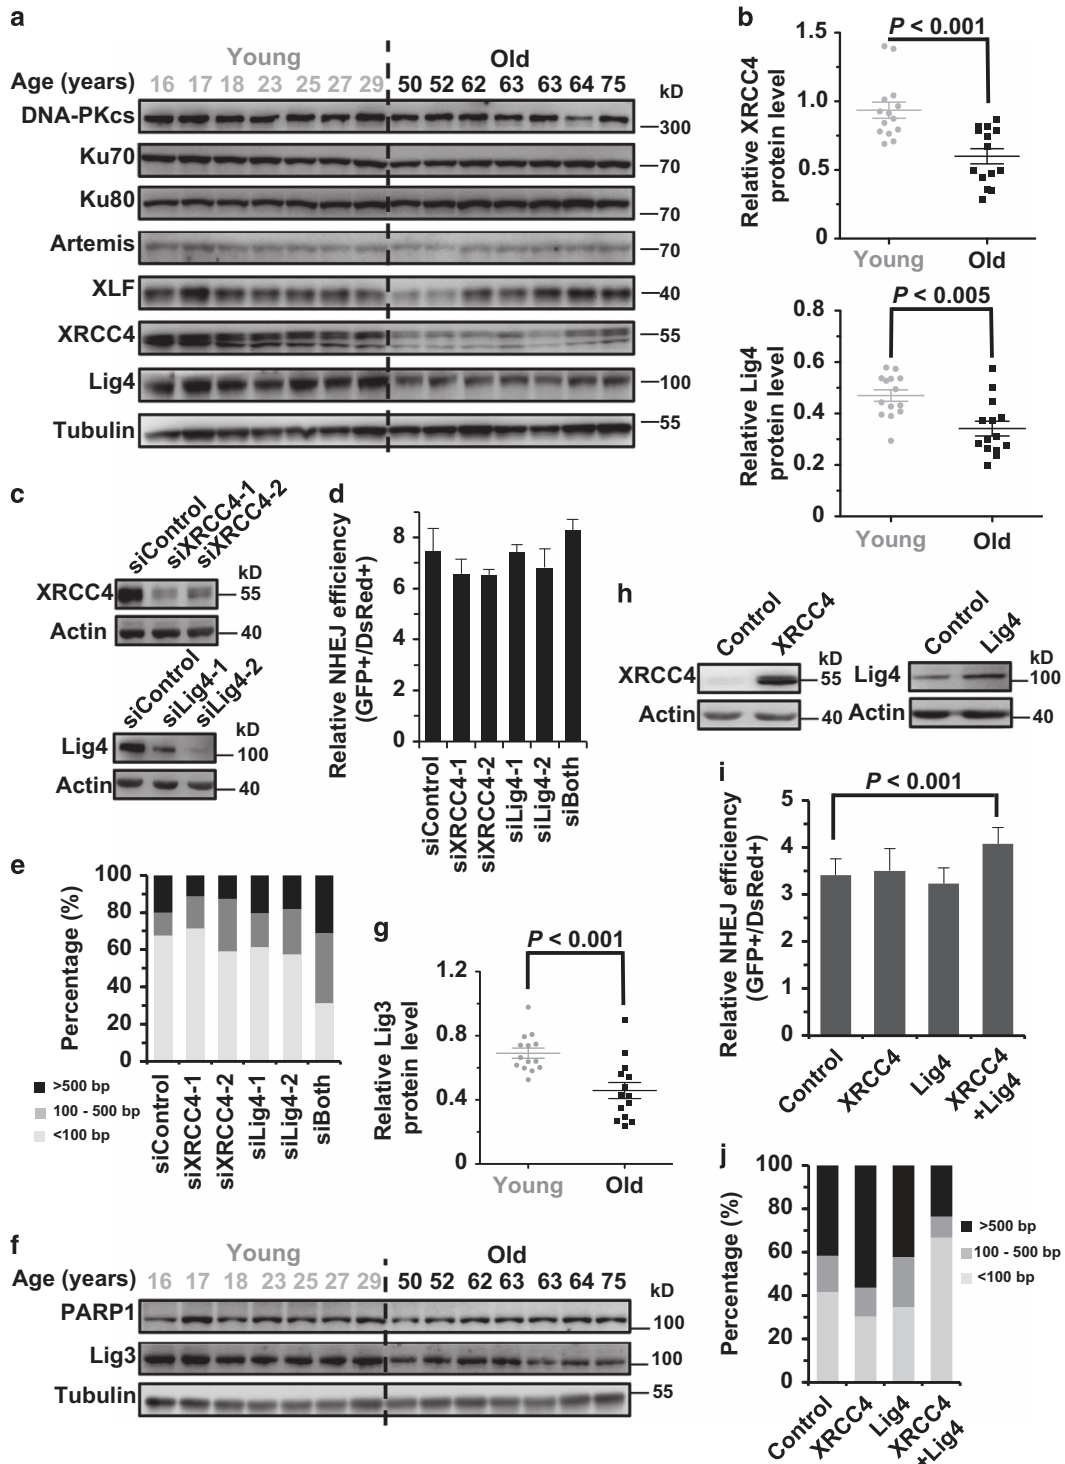 a
Young
Old
Age (years)
16 17 18 23 25 27 29 50 52 62 63 63 64 75
kD
DNA-PKcs
300
Ku70
70
Ku80
70
Artemis
70
XLF
40
XRCC4
55
Lig4
100
Tubulin
55
b
P < 0.001
1.5
1.0
0.5
0
Relative XRCC4
protein level
Young
Old
P < 0.005
0.8
0.6
0.4
0.2
0
Relative Lig4
protein level
Young
Old
c
siControl
siXRCC4-1
siXRCC4-2
kD
XRCC4
55
Actin
40
siControl
siLig4-1
siLig4-2
kD
Lig4
100
Actin
40
d
Relative NHEJ efficiency
(GFP+/DsRed+)
8
6
4
2
0
siControl
siXRCC4-1
siXRCC4-2
siLig4-1
siLig4-2
siBoth
e
Percentage (%)
100
80
60
40
20
0
>500 bp
100 - 500 bp
<100 bp
siControl
siXRCC4-1
siXRCC4-2
siLig4-1
siLig4-2
siBoth
f
Young
Old
Age (years)
16 17 18 23 25 27 29 50 52 62 63 63 64 75
kD
PARP1
100
Lig3
100
Tubulin
55
g
P < 0.001
1.2
0.8
0.4
0
Relative Lig3
protein level
Young
Old
h
Control
XRCC4
kD
XRCC4
55
Actin
40
Control
Lig4
kD
Lig4
100
Actin
40
i
P < 0.001
5
4
3
2
1
0
Relative NHEJ efficiency
(GFP+/DsRed+)
Control
XRCC4
Lig4
XRCC4
+Lig4
j
100
80
60
40
20
0
Percentage (%)
>500 bp
100 - 500 bp
<100 bp
Control
XRCC4
Lig4
XRCC4
+Lig4